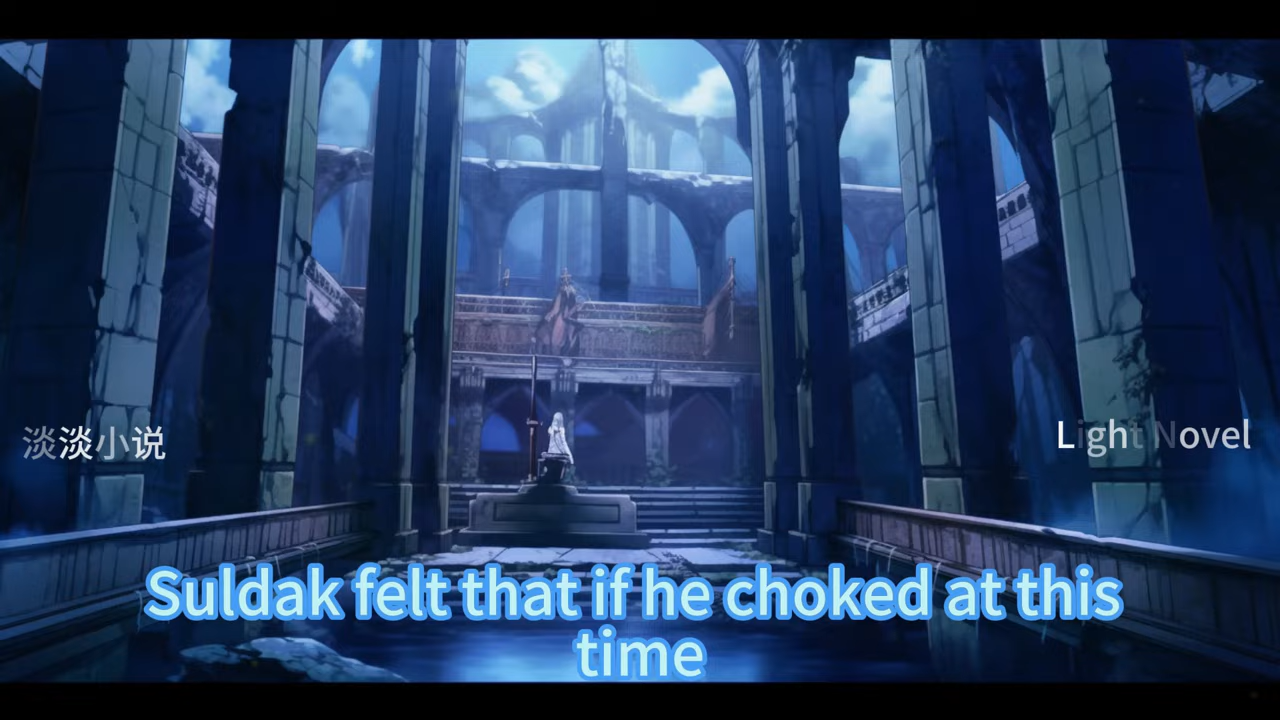 淡淡小说
Light Novel
Suldak felt that if he choked at this
time